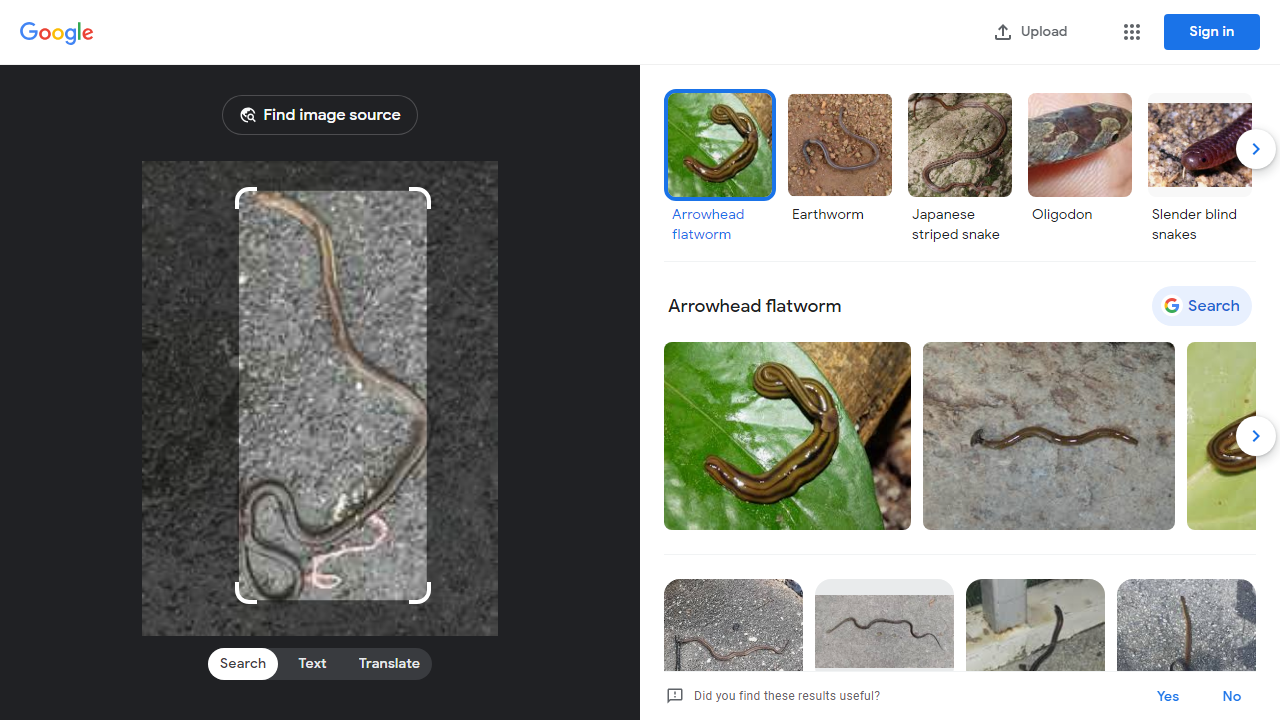 Google
Upload
Sign in
Find image source
Arrowhead
flatworm
Earthworm
Japanese
striped snake
Oligodon
Slender blind
snakes
Arrowhead flatworm
Search
Search
Text
Translate
Did you find these results useful?
Yes
No